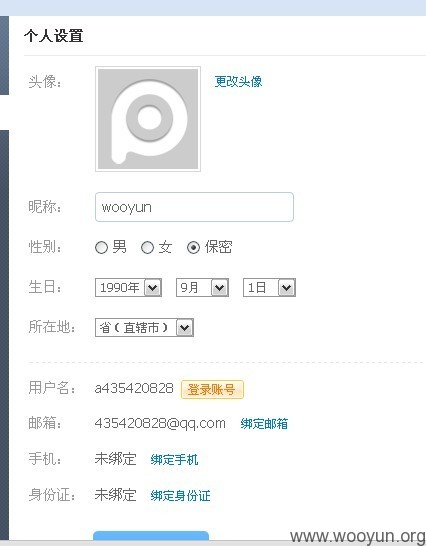 个人设置
头像： 更改头像
昵称： wooyun
性别： 男 女 保密
生日： 1990年 9月 1日
所在地： 省（直辖市）
用户名： a435420828 登录账号
邮箱： 435420828@qq.com 绑定邮箱
手机： 未绑定 绑定手机
身份证： 未绑定 绑定身份证
www.wooyun.org